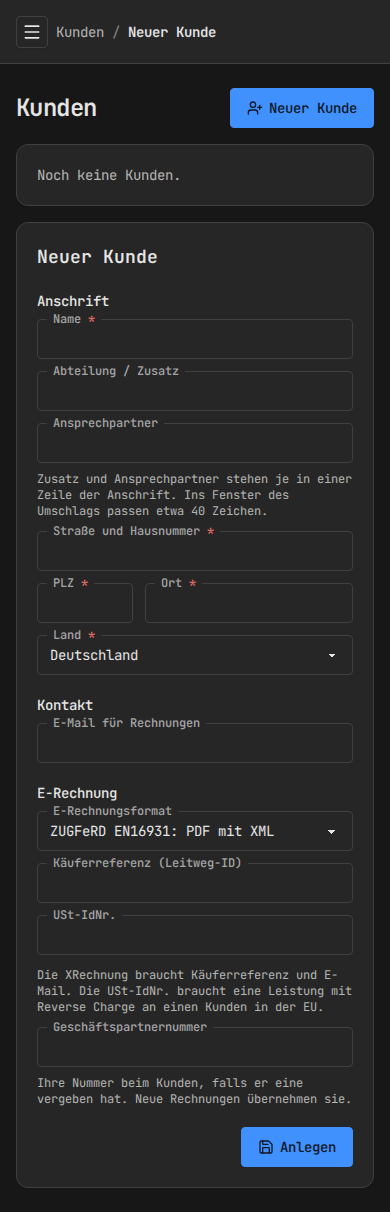 Kunden / Neuer Kunde
Kunden
Neuer Kunde
Noch keine Kunden.
Neuer Kunde
Anschrift
Name *
Abteilung / Zusatz
Ansprechpartner
Zusatz und Ansprechpartner stehen je in einer
Zeile der Anschrift. Ins Fenster des
Umschlags passen etwa 40 Zeichen.
Straße und Hausnummer *
PLZ * Ort *
Land *
Deutschland
Kontakt
E-Mail für Rechnungen
E-Rechnung
E-Rechnungsformat
ZUGFeRD EN16931: PDF mit XML
Käuferreferenz (Leitweg-ID)
USt-IdNr.
Die XRechnung braucht Käuferreferenz und E-
Mail. Die USt-IdNr. braucht eine Leistung mit
Reverse Charge an einen Kunden in der EU.
Geschäftspartnernummer
Ihre Nummer beim Kunden, falls er eine
vergeben hat. Neue Rechnungen übernehmen sie.
Anlegen